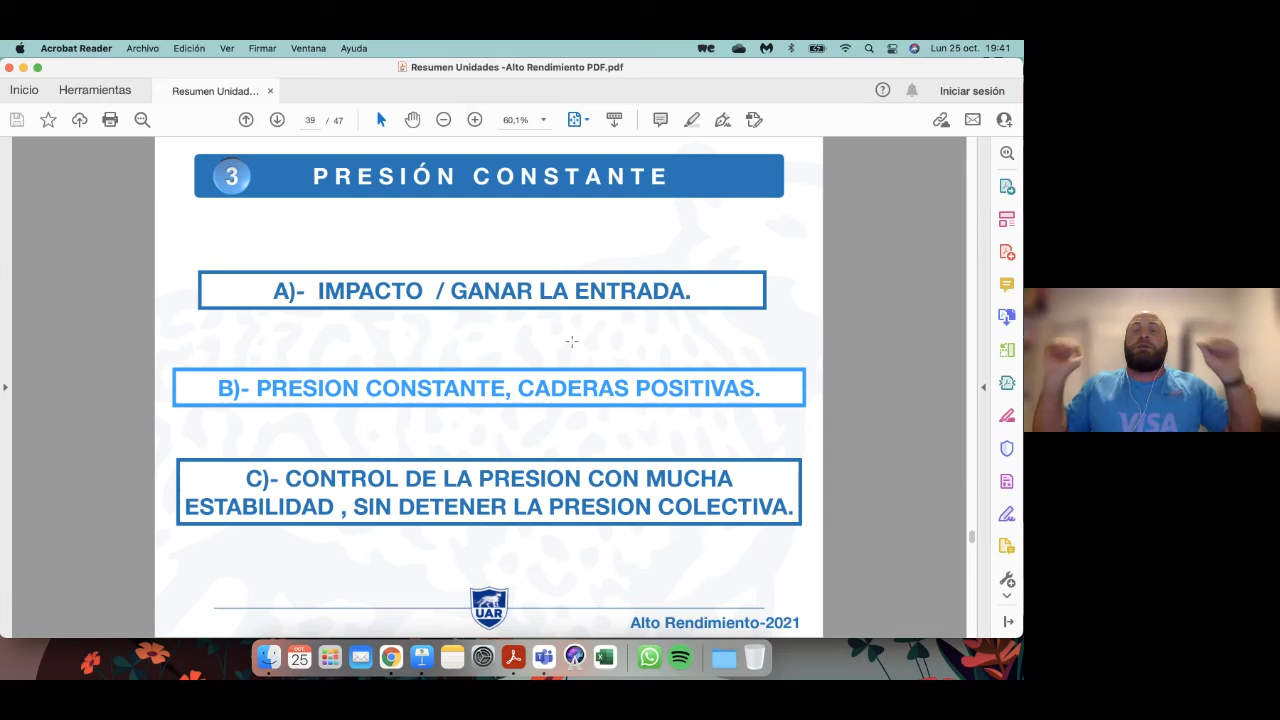 Acrobat Reader Archivo Edición Ver Firmar Ventana Ayuda Lun 25 oct. 19:41
Resumen Unidades -Alto Rendimiento PDF.pdf
Inicio Herramientas Resumen Unidad... × Iniciar sesión
39 / 47 60,1%
3 PRESIÓN CONSTANTE
A)- IMPACTO / GANAR LA ENTRADA.
B)- PRESION CONSTANTE, CADERAS POSITIVAS.
C)- CONTROL DE LA PRESION CON MUCHA
ESTABILIDAD , SIN DETENER LA PRESION COLECTIVA.
UAR
Alto Rendimiento-2021
VISA
OCT.
25